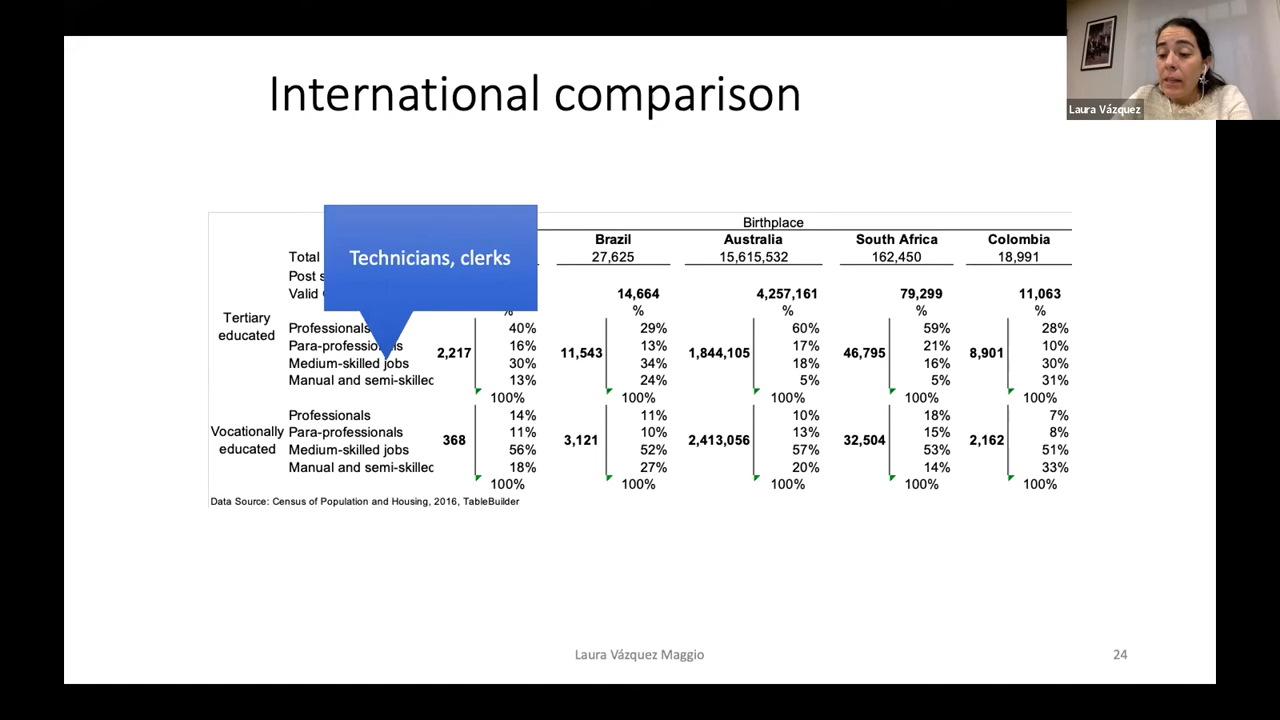 International comparison
Laura Vázquez
Technicians, clerks
Birthplace
Brazil Australia South Africa Colombia
Total 27,625 15,615,532 162,450 18,991
Post
Valid 14,664 4,257,161 79,299 11,063
% % % % %
Tertiary educated
Professionals 40% 29% 60% 59% 28%
Para-professionals 16% 13% 17% 21% 10%
2,217 11,543 1,844,105 46,795 8,901
Medium-skilled jobs 30% 34% 18% 16% 30%
Manual and semi-skilled 13% 24% 5% 5% 31%
100% 100% 100% 100% 100%
Vocationally educated
Professionals 14% 11% 10% 18% 7%
Para-professionals 11% 10% 13% 15% 8%
368 3,121 2,413,056 32,504 2,162
Medium-skilled jobs 56% 52% 57% 53% 51%
Manual and semi-skilled 18% 27% 20% 14% 33%
100% 100% 100% 100% 100%
Data Source: Census of Population and Housing, 2016, TableBuilder
Laura Vázquez Maggio
24